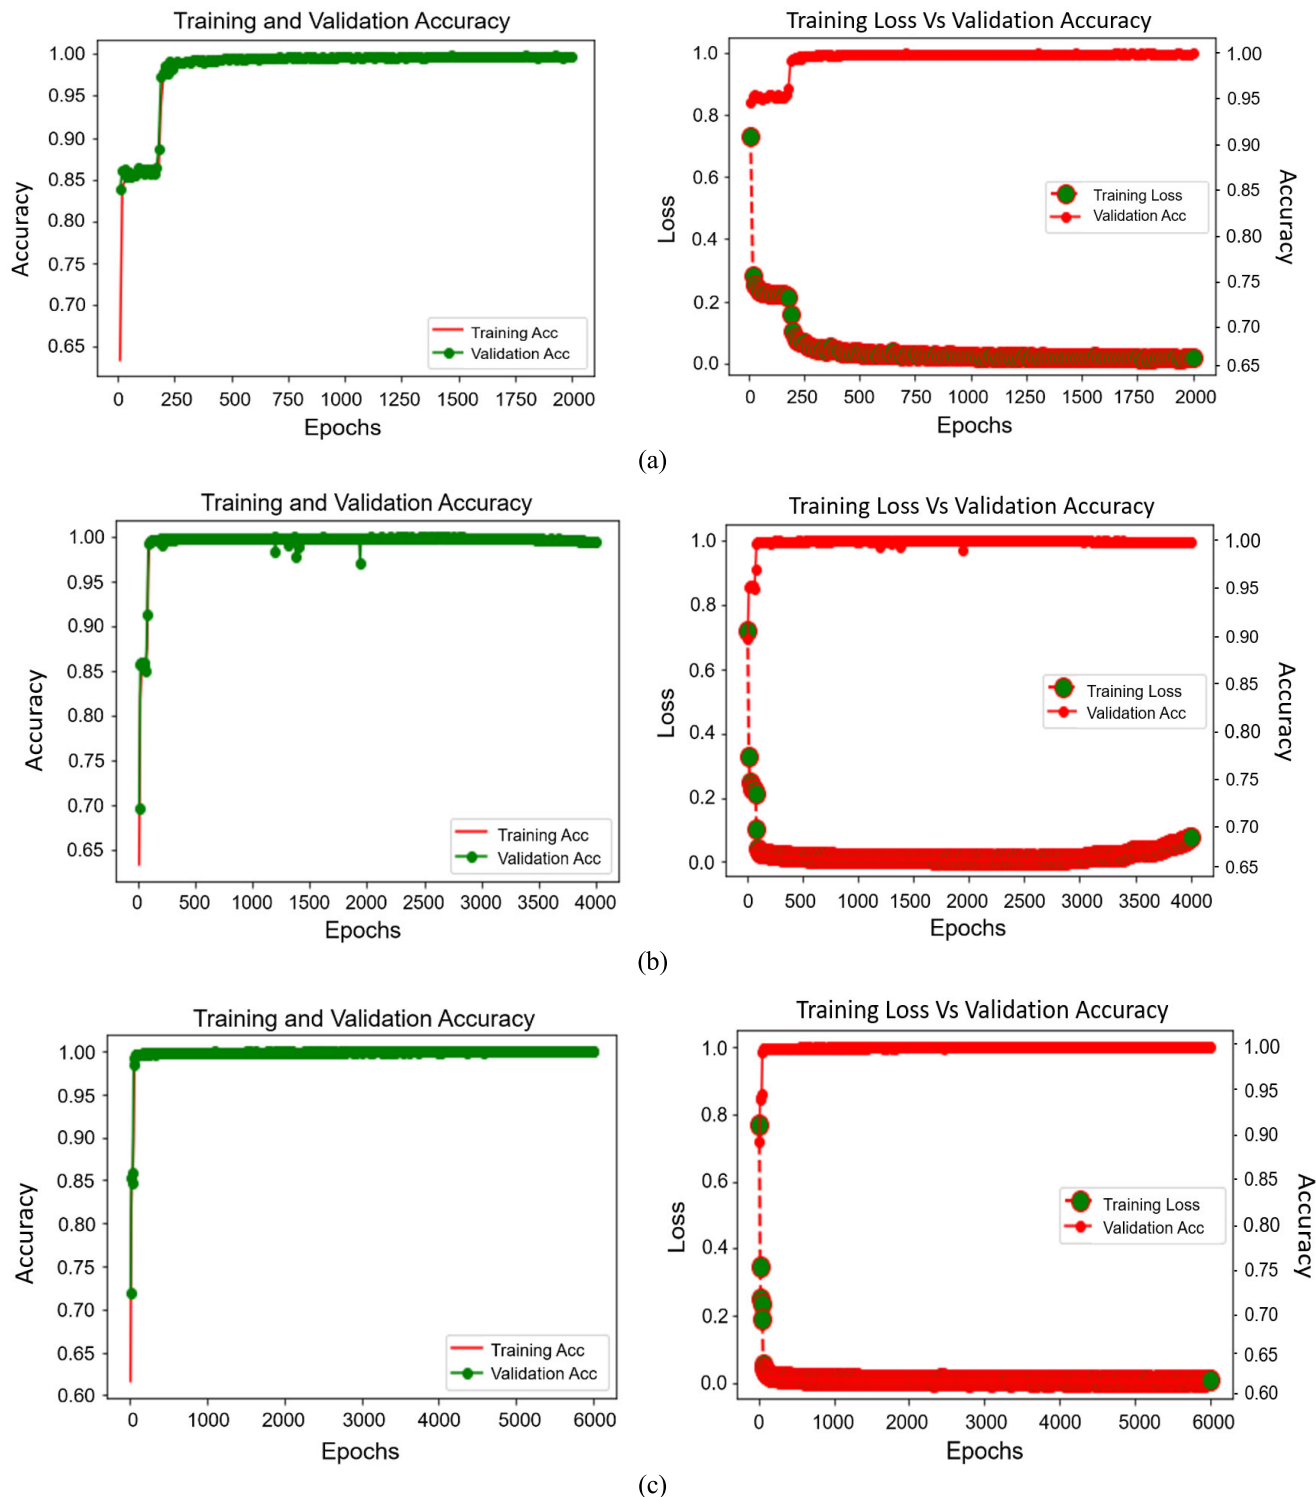 Training and Validation Accuracy
1.00
0.95
0.90
0.85
0.80
0.75
0.70
0.65
Accuracy
Training Acc
Validation Acc
0 250 500 750 1000 1250 1500 1750 2000
Epochs
Training Loss Vs Validation Accuracy
1.0
0.8
0.6
0.4
0.2
0.0
Loss
1.00
0.95
0.90
0.85
0.80
0.75
0.70
0.65
Accuracy
Training Loss
Validation Acc
0 250 500 750 1000 1250 1500 1750 2000
Epochs
(a)
Training and Validation Accuracy
1.00
0.95
0.90
0.85
0.80
0.75
0.70
0.65
Accuracy
Training Acc
Validation Acc
0 500 1000 1500 2000 2500 3000 3500 4000
Epochs
Training Loss Vs Validation Accuracy
1.0
0.8
0.6
0.4
0.2
0.0
Loss
1.00
0.95
0.90
0.85
0.80
0.75
0.70
0.65
Accuracy
Training Loss
Validation Acc
0 500 1000 1500 2000 2500 3000 3500 4000
Epochs
(b)
Training and Validation Accuracy
1.00
0.95
0.90
0.85
0.80
0.75
0.70
0.65
0.60
Accuracy
Training Acc
Validation Acc
0 1000 2000 3000 4000 5000 6000
Epochs
Training Loss Vs Validation Accuracy
1.0
0.8
0.6
0.4
0.2
0.0
Loss
1.00
0.95
0.90
0.85
0.80
0.75
0.70
0.65
0.60
Accuracy
Training Loss
Validation Acc
0 1000 2000 3000 4000 5000 6000
Epochs
(c)